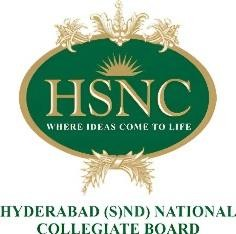 HSNC
WHERE IDEAS COME TO LIFE
HYDERABAD (S)ND) NATIONAL
COLLEGIATE BOARD